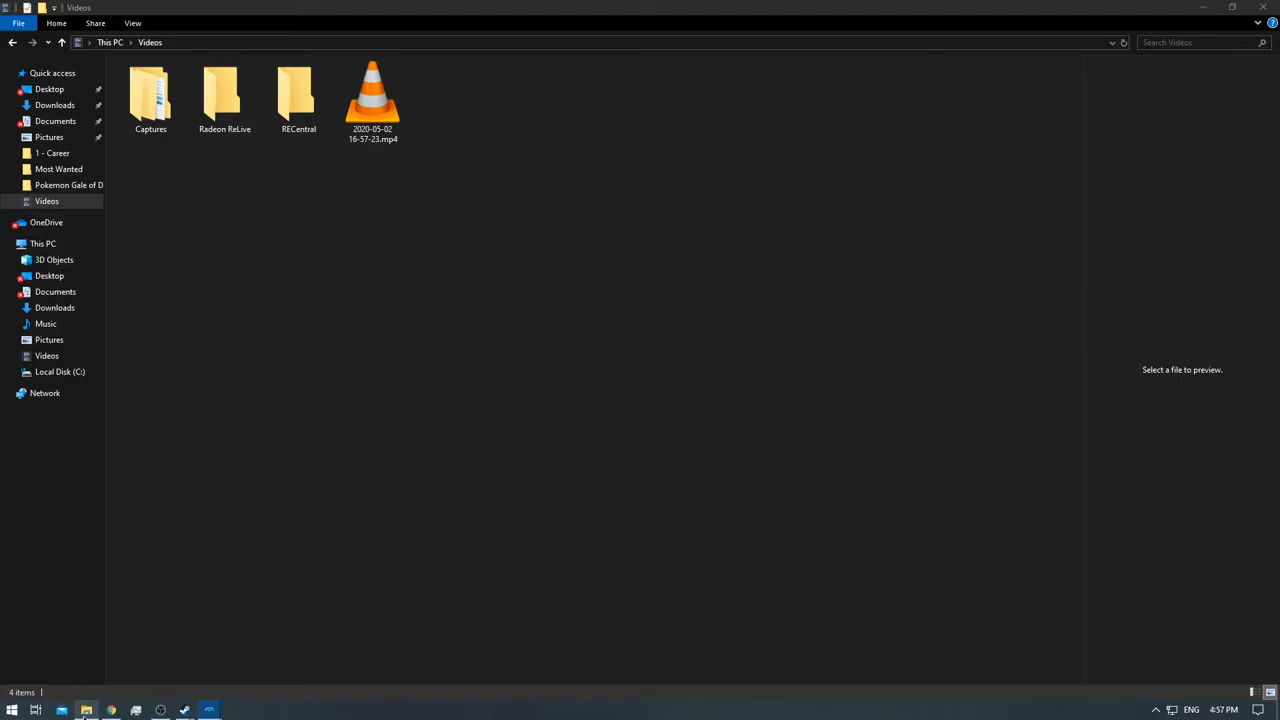 Videos
File Home Share View
This PC Videos
Search Videos
Quick access
Desktop
Downloads
Documents
Pictures
1 - Career
Most Wanted
Pokemon Gale of D
Videos
OneDrive
This PC
3D Objects
Desktop
Documents
Downloads
Music
Pictures
Videos
Local Disk (C:)
Network
Captures
Radeon ReLive
RECentral
2020-05-02
16-57-23.mp4
Select a file to preview.
4 items
ENG
4:57 PM